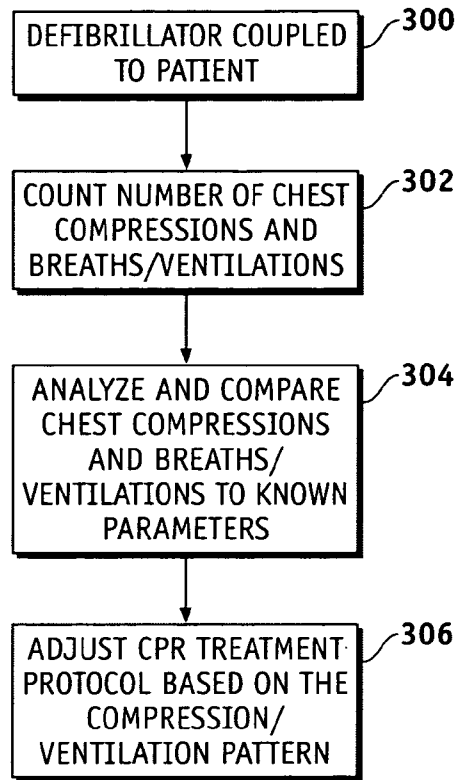 DEFIBRILLATOR COUPLED
TO PATIENT
300
COUNT NUMBER OF CHEST
COMPRESSIONS AND
BREATHS/VENTILATIONS
302
ANALYZE AND COMPARE
CHEST COMPRESSIONS
AND BREATHS/
VENTILATIONS TO KNOWN
PARAMETERS
304
ADJUST CPR TREATMENT
PROTOCOL BASED ON THE
COMPRESSION/
VENTILATION PATTERN
306